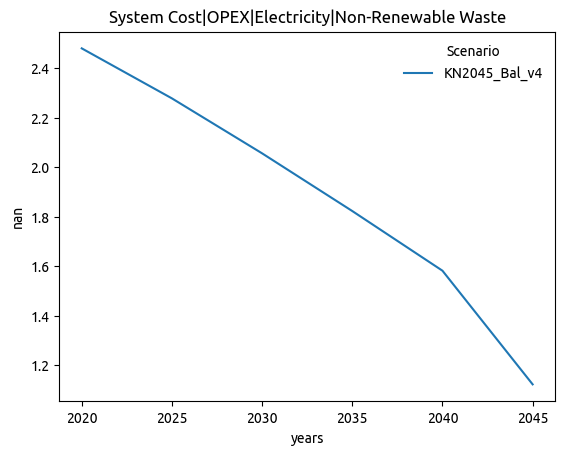 System Cost|OPEX|Electricity|Non-Renewable Waste
Scenario
KN2045_Bal_v4
2.4
2.2
2.0
1.8
1.6
1.4
1.2
nan
2020 2025 2030 2035 2040 2045
years